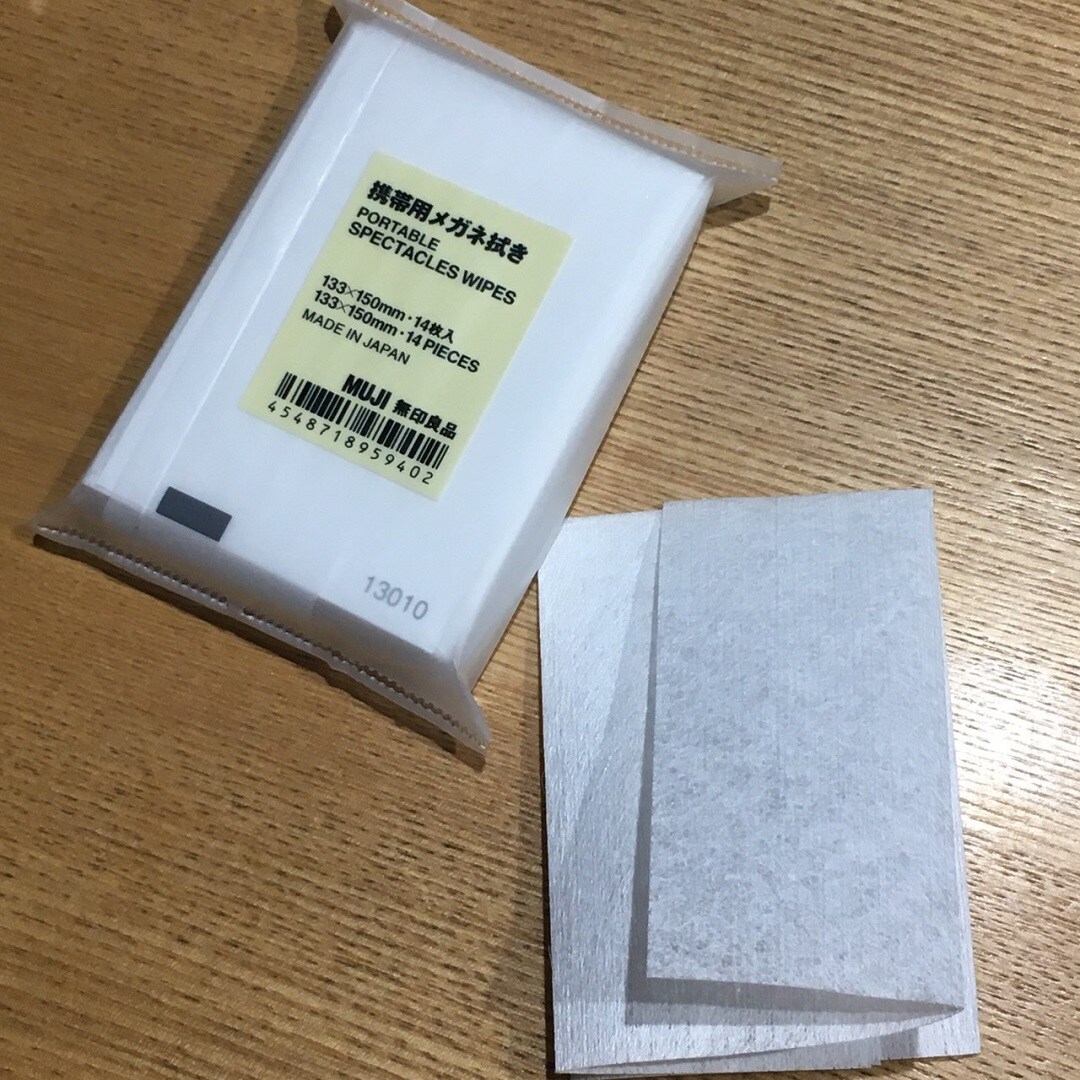 携帯用メガネ拭き
PORTABLE
SPECTACLES WIPES
133×150mm・14枚入
133×150mm・14 PIECES
MADE IN JAPAN
MUJI 無印良品
4548718959402
13010